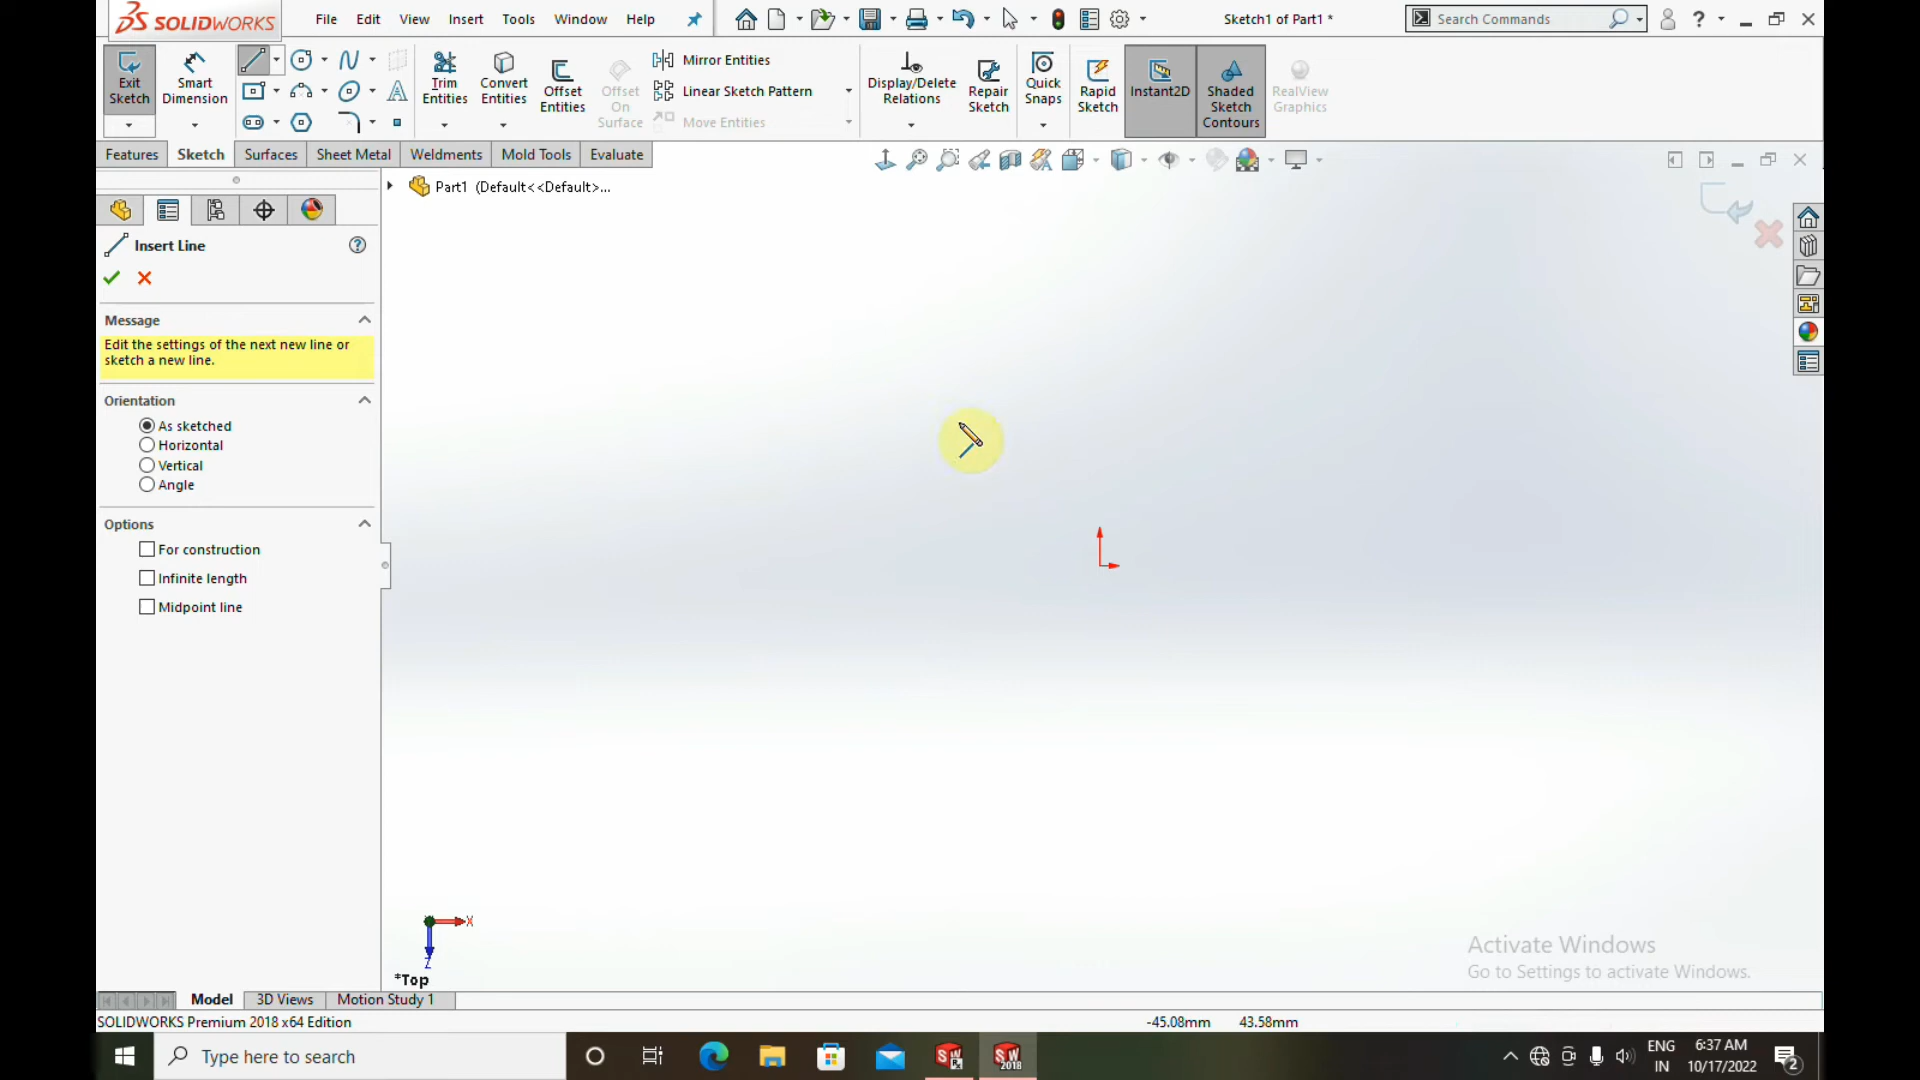 SOLIDWORKS File Edit View Insert Tools Window Help Sketch1 of Part1 * Search Commands ?
Exit Sketch
Smart Dimension
Trim Entities
Convert Entities
Offset Entities
Offset On Surface
Mirror Entities
Linear Sketch Pattern
Move Entities
Display/Delete Relations
Repair Sketch
Quick Snaps
Rapid Sketch
Instant2D
Shaded Sketch Contours
RealView Graphics
Features Sketch Surfaces Sheet Metal Weldments Mold Tools Evaluate
Part1 (Default<<Default>...
Insert Line ?
Message
Edit the settings of the next new line or
sketch a new line.
Orientation
As sketched
Horizontal
Vertical
Angle
Options
For construction
Infinite length
Midpoint line
X
Z
*Top
Activate Windows
Go to Settings to activate Windows.
Model 3D Views Motion Study 1
SOLIDWORKS Premium 2018 x64 Edition -45.08mm 43.58mm
Type here to search
SW
SW 2018
ENG
IN
6:37 AM
10/17/2022
2